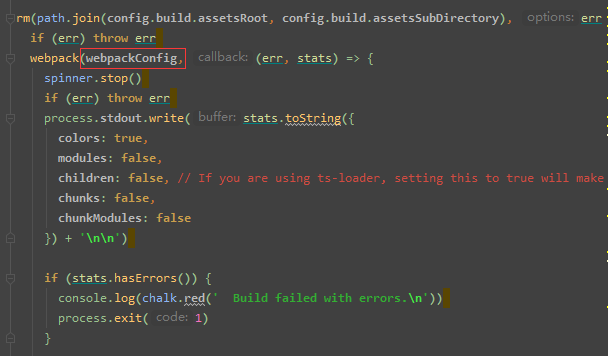 rm(path.join(config.build.assetsRoot, config.build.assetsSubDirectory), options: err
if (err) throw err
webpack(webpackConfig, callback: (err, stats) => {
spinner.stop()
if (err) throw err
process.stdout.write( buffer: stats.toString({
colors: true,
modules: false,
children: false, // If you are using ts-loader, setting this to true will make
chunks: false,
chunkModules: false
}) + '\n\n')
if (stats.hasErrors()) {
console.log(chalk.red('  Build failed with errors.\n'))
process.exit( code: 1)
}